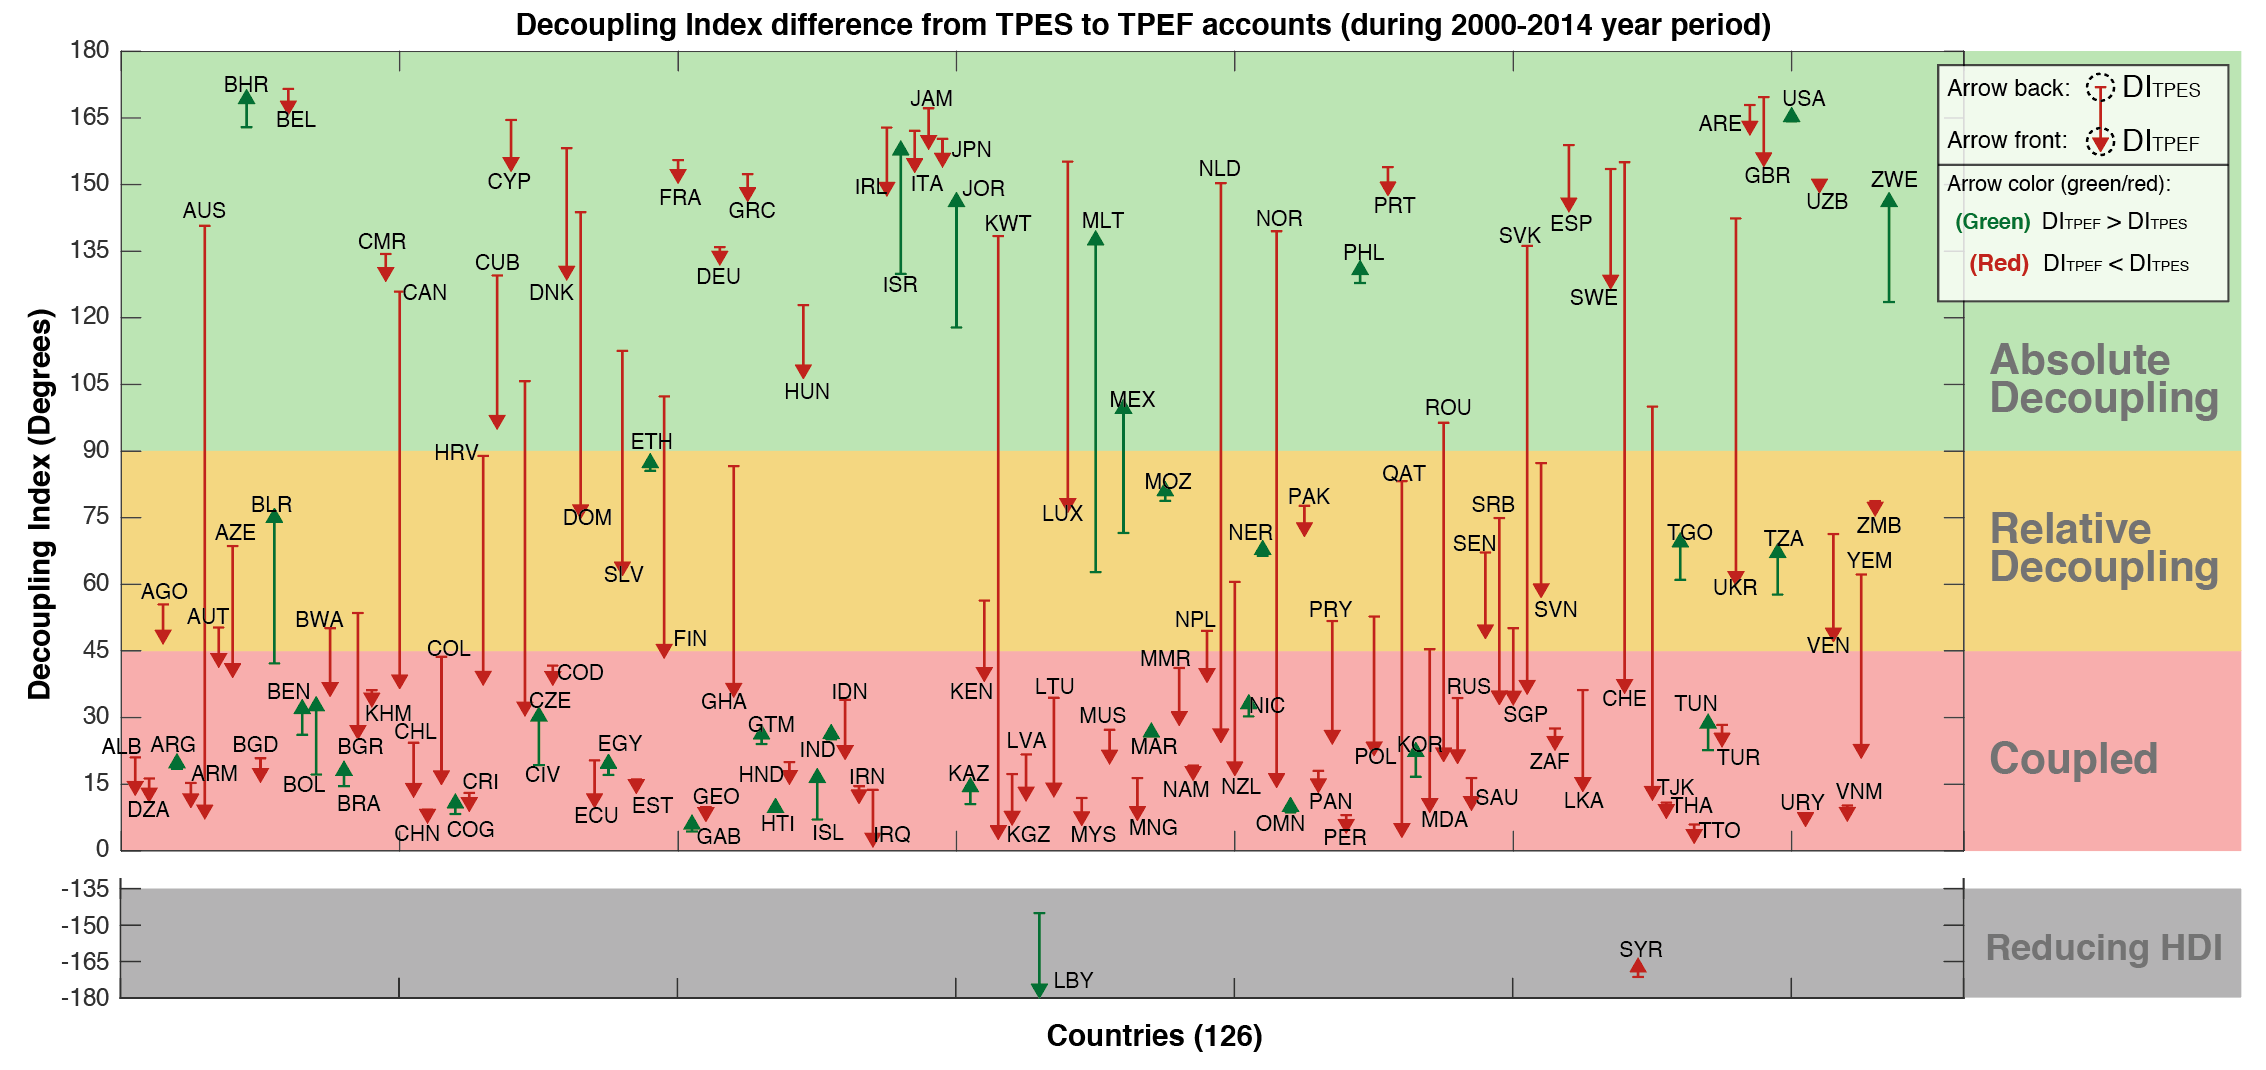 Decoupling Index difference from TPES to TPEF accounts (during 2000-2014 year period)
Decoupling Index (Degrees)
180
165
150
135
120
105
90
75
60
45
30
15
0
-135
-150
-165
-180
Arrow back: DITPES
Arrow front: DITPEF
Arrow color (green/red):
(Green) DITPEF > DITPES
(Red) DITPEF < DITPES
Absolute
Decoupling
Relative
Decoupling
Coupled
Reducing HDI
ALB
DZA
AGO
ARG
ARM
AUS
AUT
AZE
BHR
BGD
BLR
BEL
BEN
BOL
BWA
BRA
BGR
KHM
CMR
CAN
CHL
CHN
COL
COG
CRI
HRV
CUB
CYP
CZE
CIV
COD
DNK
DOM
ECU
EGY
SLV
EST
ETH
FIN
FRA
GAB
GEO
DEU
GHA
GRC
GTM
HTI
HND
HUN
ISL
IND
IDN
IRN
IRQ
IRL
ISR
ITA
JAM
JPN
JOR
KAZ
KEN
KWT
KGZ
LVA
LBY
LTU
LUX
MYS
MLT
MUS
MEX
MNG
MAR
MOZ
MMR
NAM
NPL
NLD
NZL
NIC
NER
NOR
OMN
PAK
PAN
PRY
PER
PHL
POL
PRT
QAT
KOR
MDA
ROU
RUS
SAU
SEN
SRB
SGP
SVK
SVN
ZAF
ESP
LKA
SWE
CHE
SYR
TJK
THA
TTO
TGO
TUN
TUR
UKR
ARE
GBR
USA
TZA
URY
UZB
VEN
VNM
YEM
ZMB
ZWE
Countries (126)